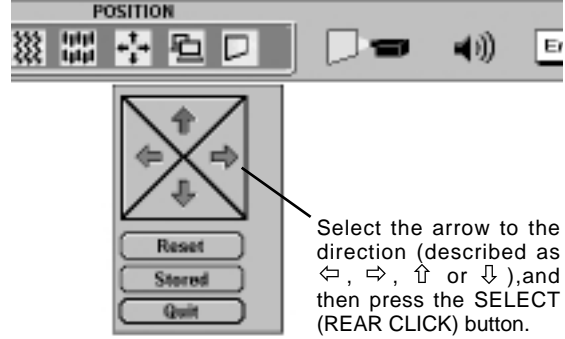 POSITION
Er
Reset
Stored
Quit
Select the arrow to the
direction (described as
⇦, ⇨, ⇧ or ⇩ ),and
then press the SELECT
(REAR CLICK) button.